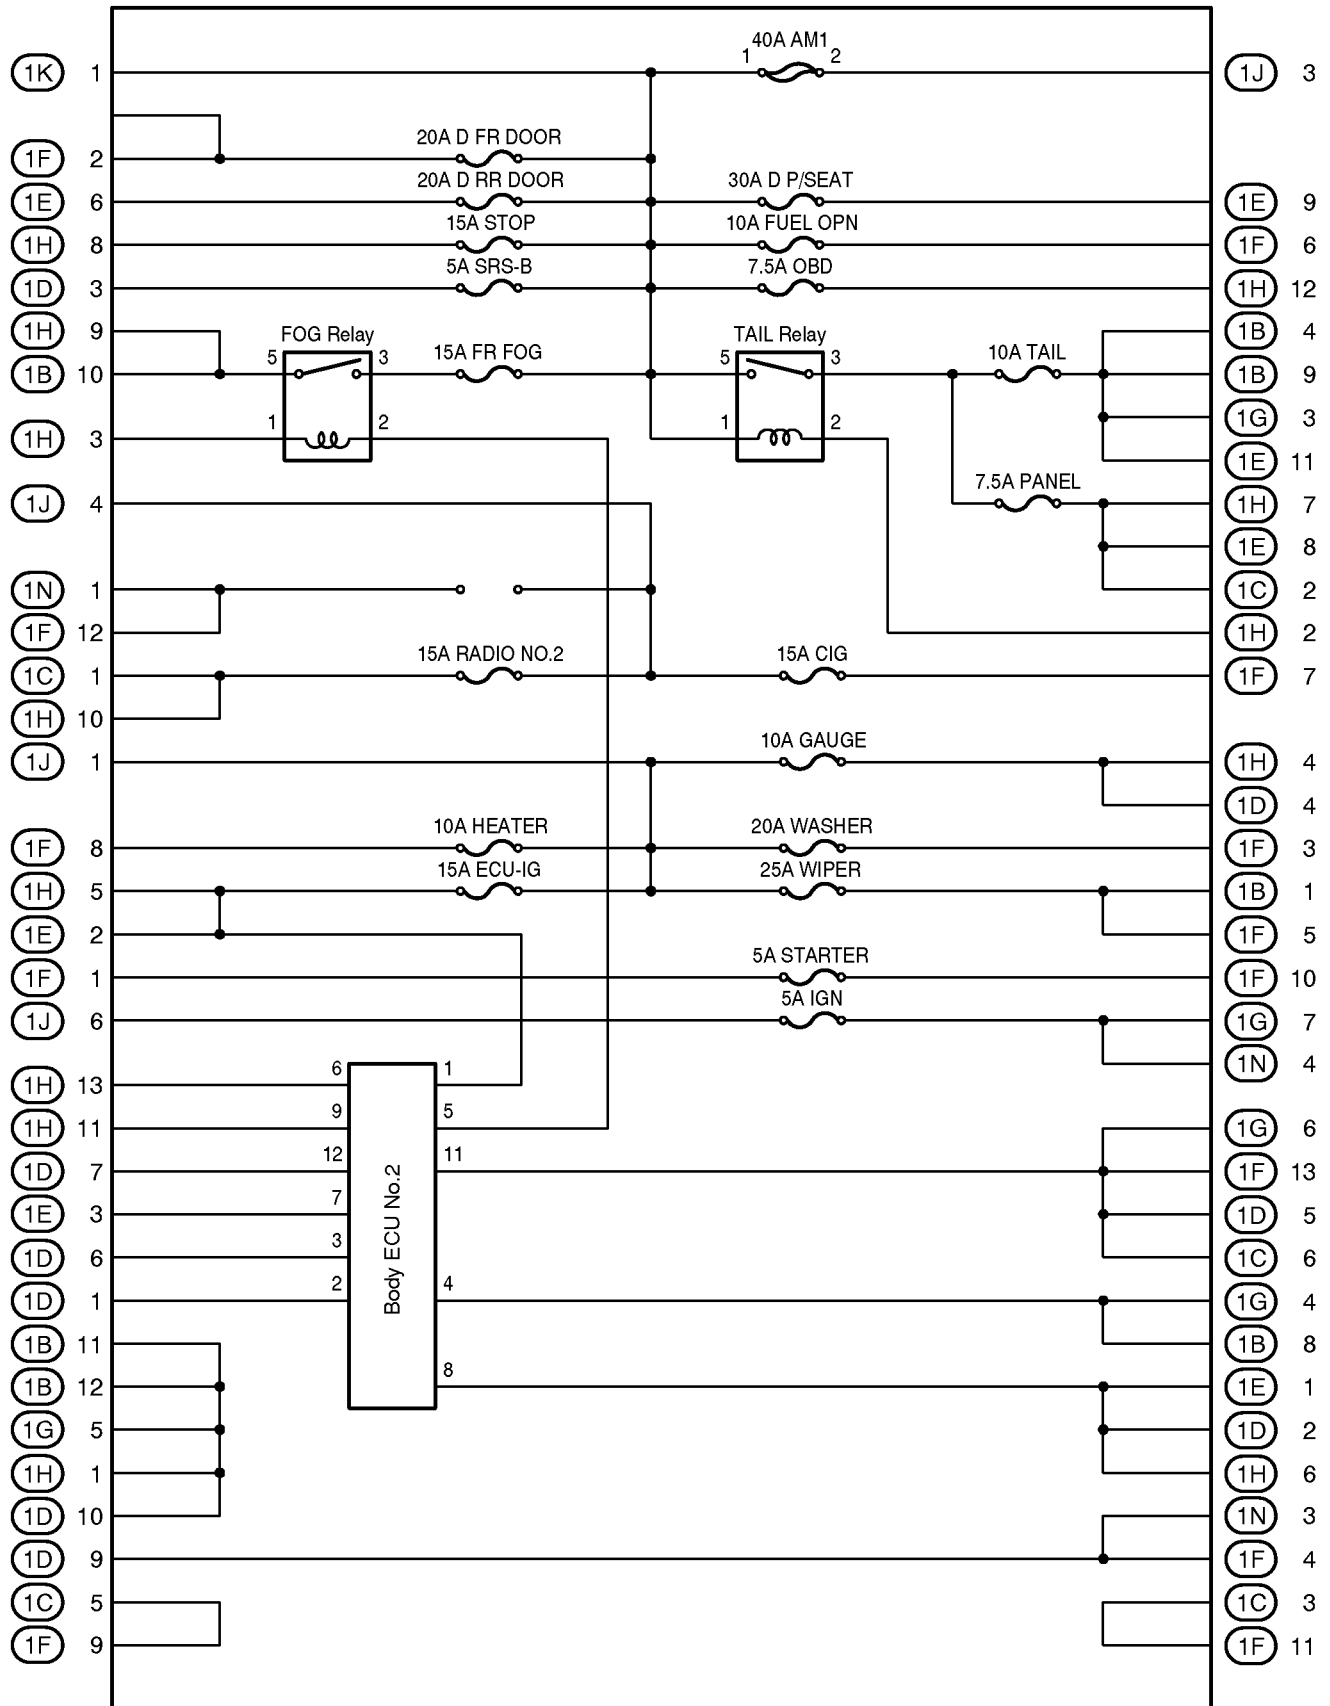 40A AM1
1K 1 1 2 1J 3
20A D FR DOOR
1F 2
20A D RR DOOR 30A D P/SEAT
1E 6 1E 9
15A STOP 10A FUEL OPN
1H 8 1F 6
5A SRS-B 7.5A OBD
1D 3 1H 12
1H 9 FOG Relay TAIL Relay 1B 4
5 3 15A FR FOG 5 3 10A TAIL
1B 10 1B 9
1 2 1 2 1G 3
1H 3
1E 11
7.5A PANEL
1J 4 1H 7
1E 8
1N 1 1C 2
1F 12 1H 2
15A RADIO NO.2 15A CIG
1C 1 1F 7
1H 10
10A GAUGE
1J 1 1H 4
1D 4
10A HEATER 20A WASHER
1F 8 1F 3
15A ECU-IG 25A WIPER
1H 5 1B 1
1E 2 1F 5
5A STARTER
1F 1 1F 10
5A IGN
1J 6 1G 7
1N 4
1H 13 6 1
1H 11 9 5 1G 6
1D 7 12 11 1F 13
1E 3 7 1D 5
1D 6 3 1C 6
1D 1 2 4 1G 4
Body ECU No.2
1B 11 1B 8
1B 12 8 1E 1
1G 5 1D 2
1H 1 1H 6
1D 10 1N 3
1D 9 1F 4
1C 5 1C 3
1F 9 1F 11